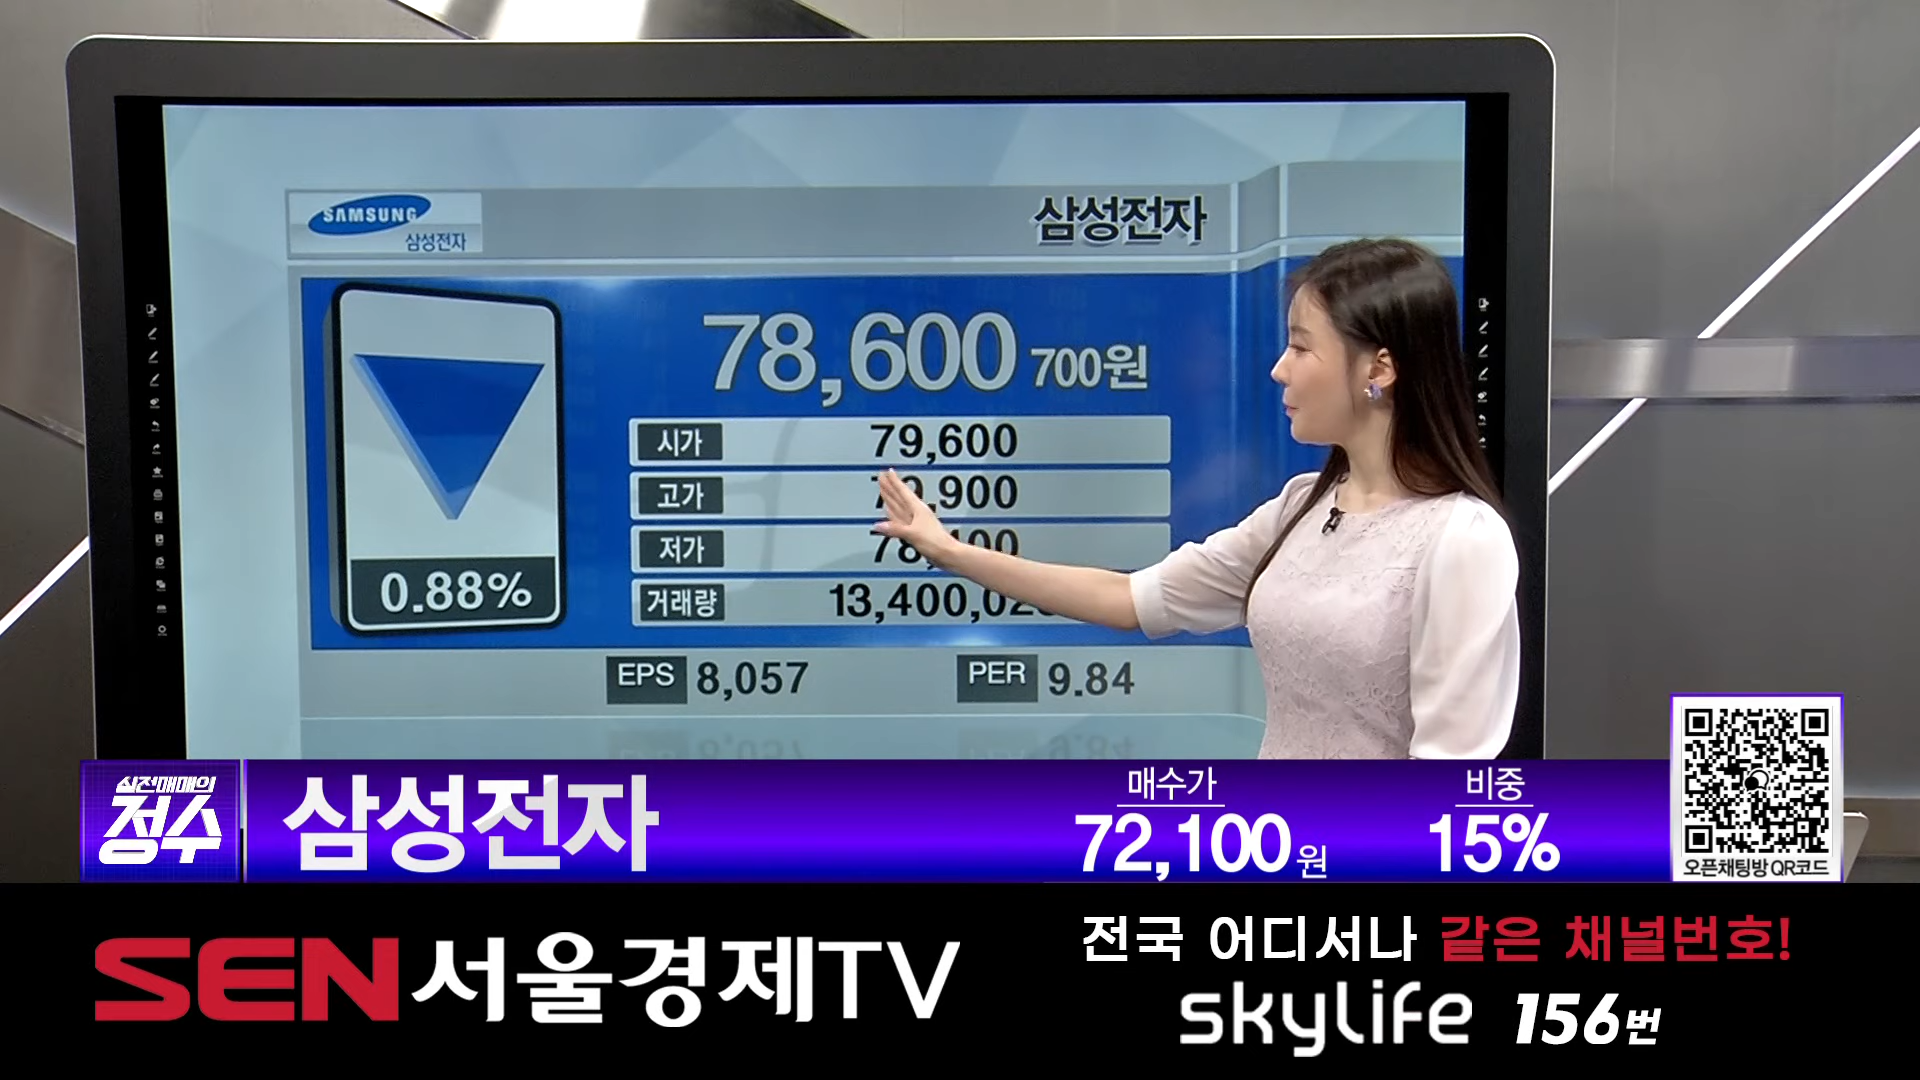 SAMSUNG
삼성전자
삼성전자
78,600 700원
시가 79,600
고가 79,900
저가
0.88%
거래량
EPS 8,057 PER 9.84
실전매매의
정수
삼성전자
매수가
72,100원
비중
15%
오픈채팅방 QR코드
SEN서울경제TV
전국 어디서나 같은 채널번호!
skylife 156번